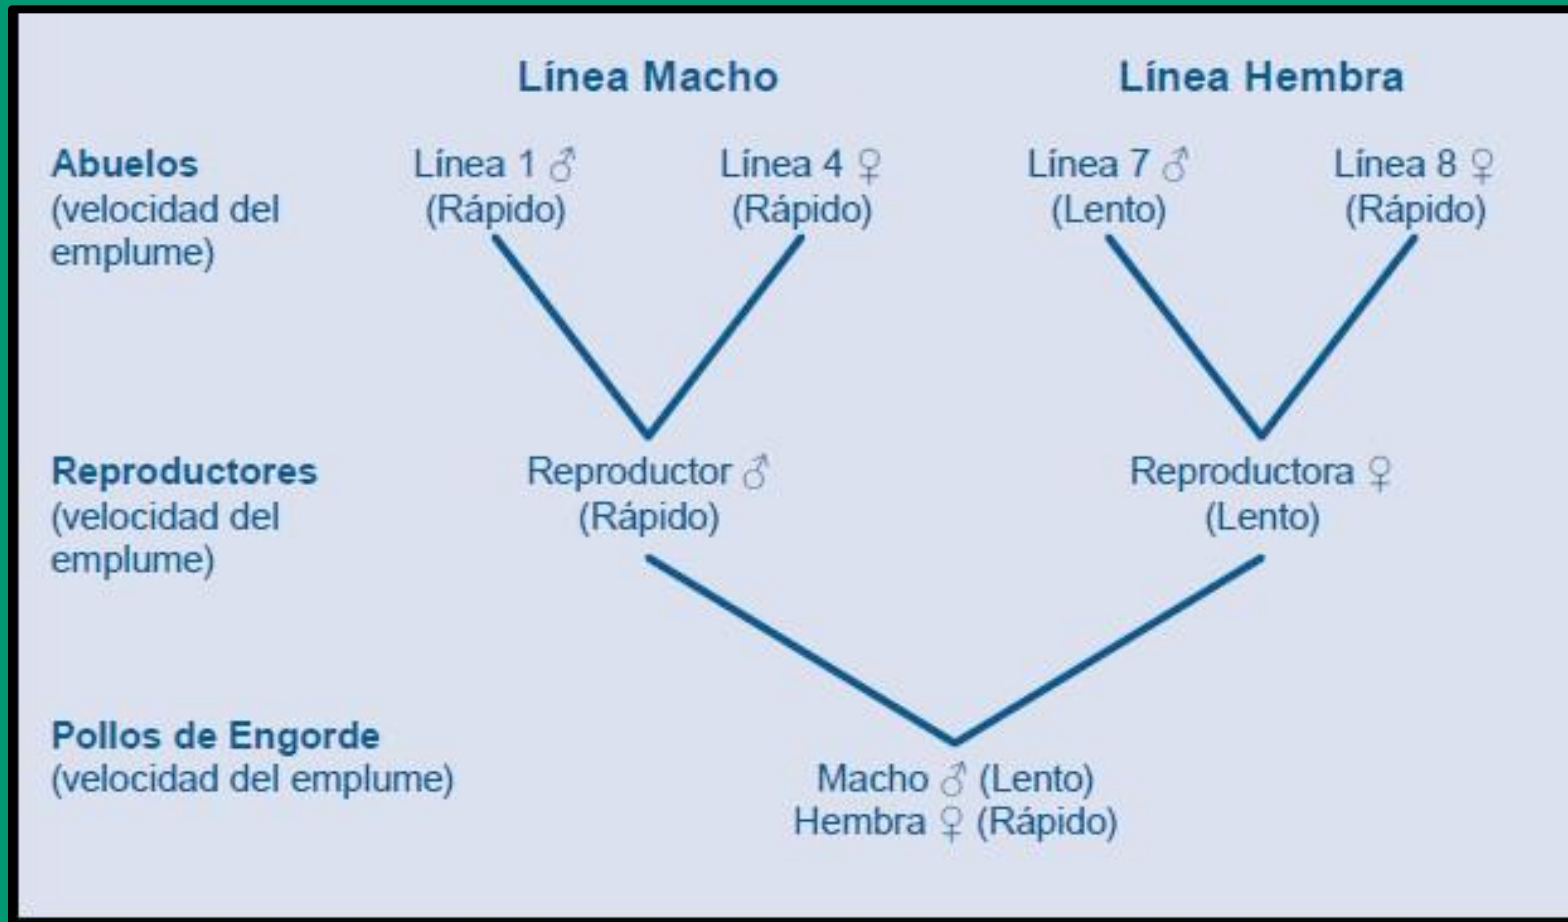 Línea Macho Línea Hembra
Abuelos
(velocidad del
emplume)
Línea 1 ♂ Línea 4 ♀ Línea 7 ♂ Línea 8 ♀
(Rápido) (Rápido) (Lento) (Rápido)
Reproductores
(velocidad del
emplume)
Reproductor ♂
(Rápido)
Reproductora ♀
(Lento)
Pollos de Engorde
(velocidad del emplume)
Macho ♂ (Lento)
Hembra ♀ (Rápido)